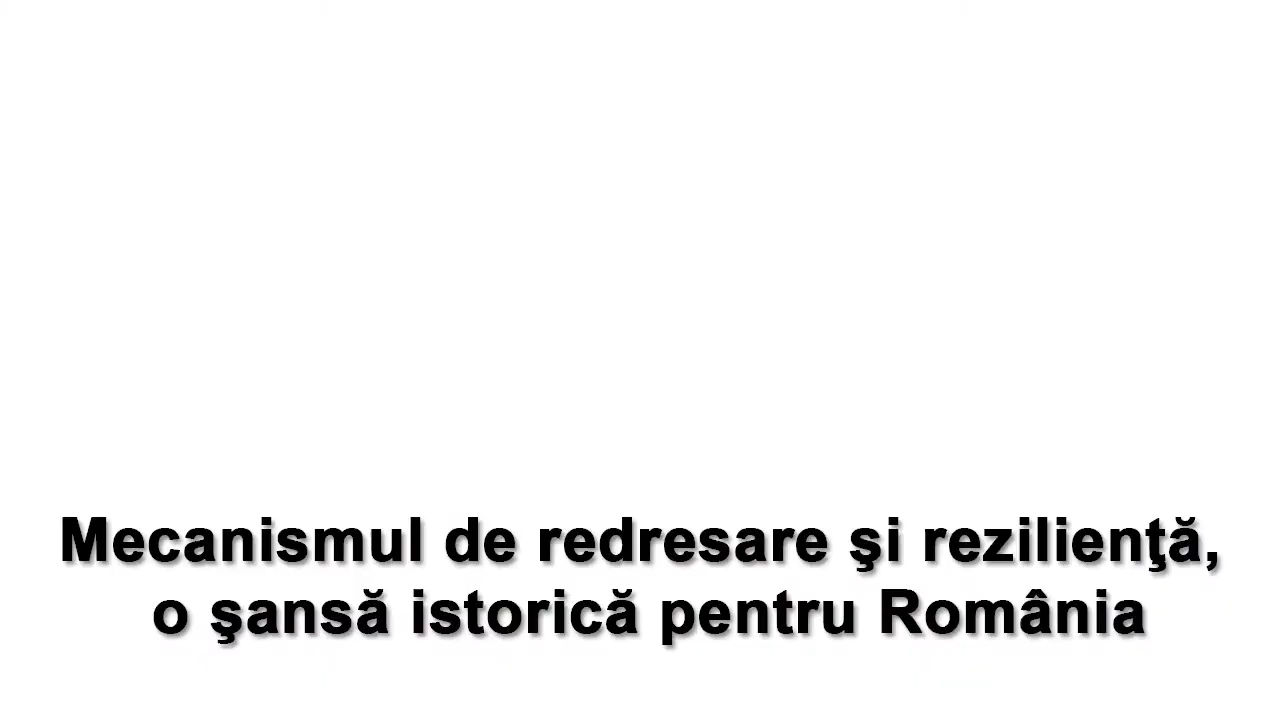 Mecanismul de redresare şi rezilienţă,
o şansă istorică pentru România